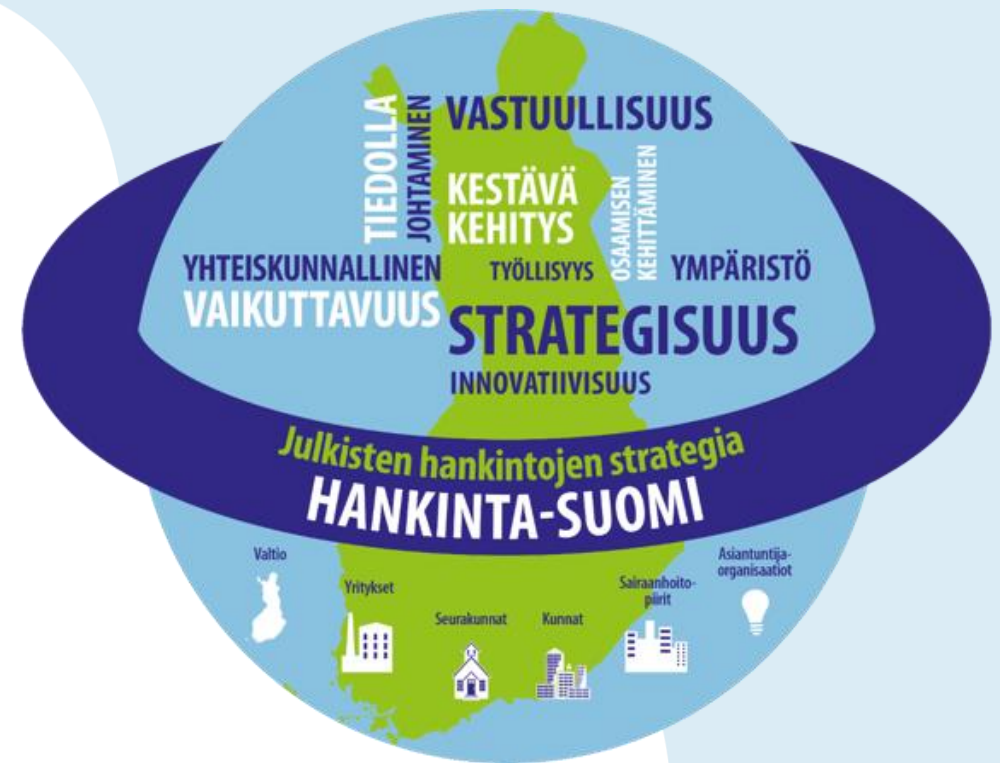 TIEDOLLA
JOHTAMINEN
VASTUULLISUUS
KESTÄVÄ
KEHITYS
OSAAMISEN
KEHITTÄMINEN
YHTEISKUNNALLINEN
VAIKUTTAVUUS
TYÖLLISYYS
YMPÄRISTÖ
STRATEGISUUS
INNOVATIIVISUUS
Julkisten hankintojen strategia
HANKINTA-SUOMI
Valtio
Yritykset
Seurakunnat
Kunnat
Sairaanhoito-
piirit
Asiantuntija-
organisaatiot